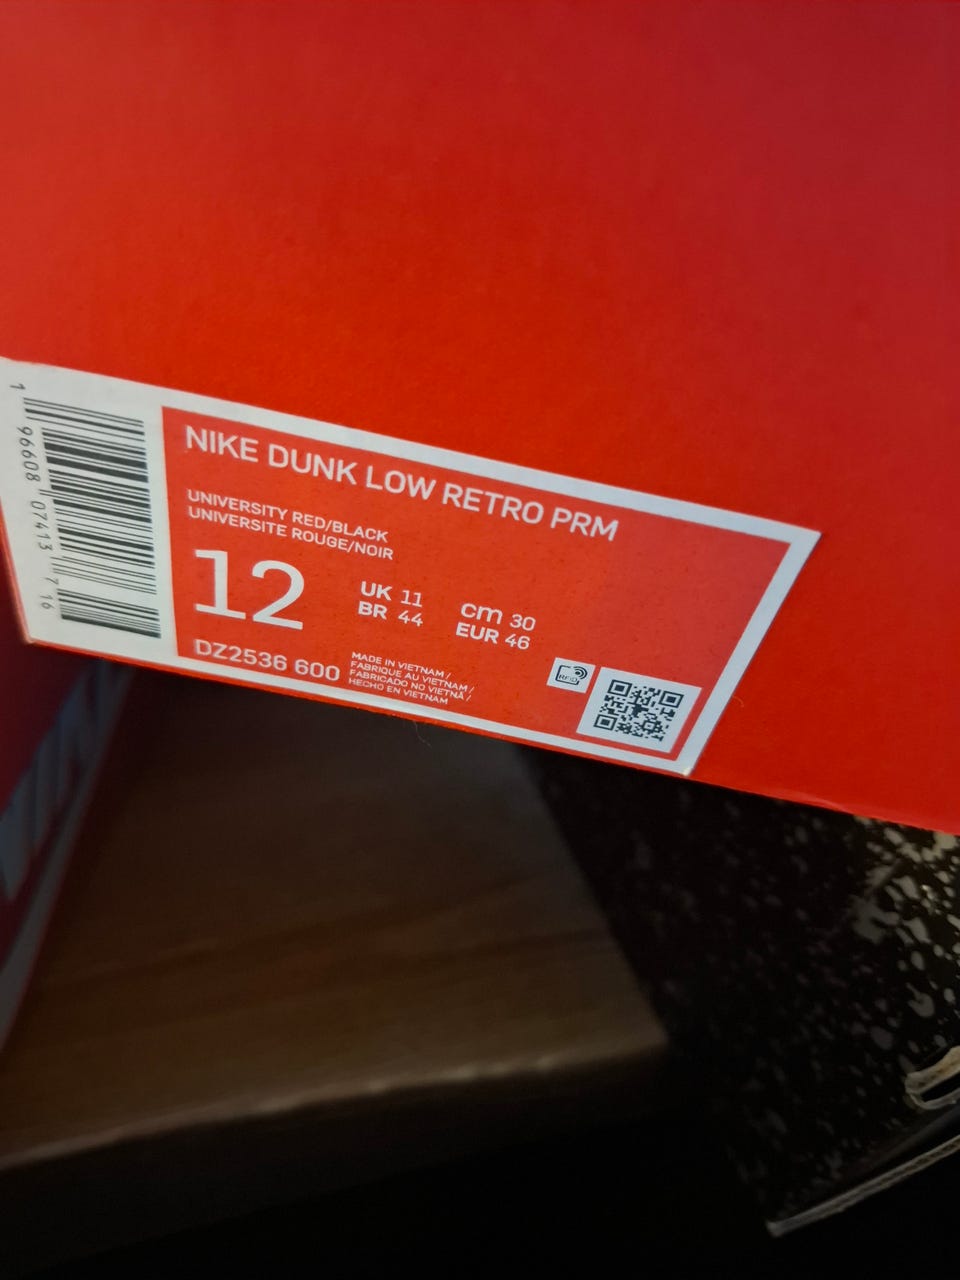 NIKE DUNK LOW RETRO PRM
UNIVERSITY RED/BLACK
UNIVERSITE ROUGE/NOIR
12
UK 11
BR 44
cm 30
EUR 46
DZ2536 600
MADE IN VIETNAM /
FABRIQUE AU VIETNAM /
FABRICADO NO VIETNÃ /
HECHO EN VIETNAM
RFID
1 96608 07413 7 16